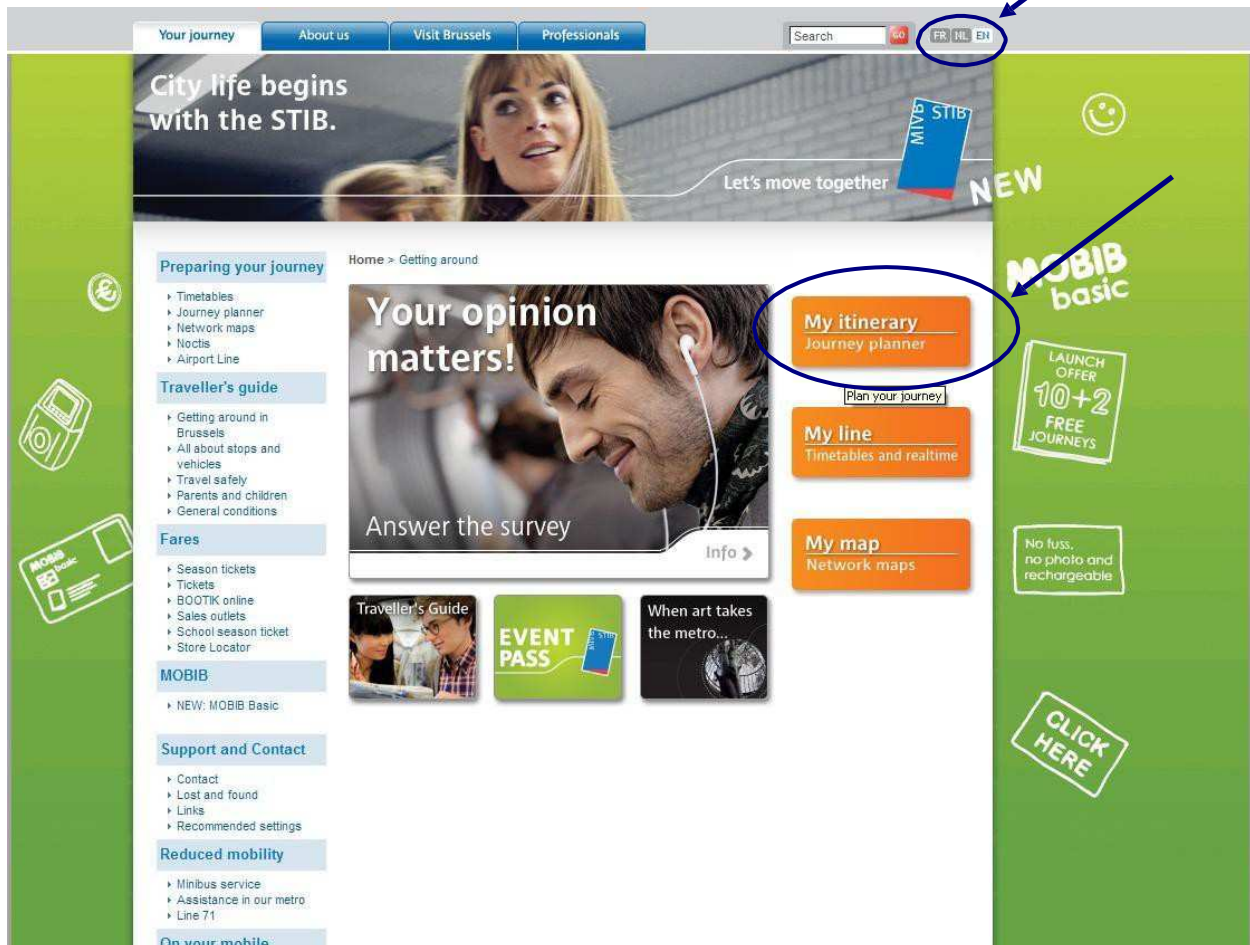 Your journey
About us
Visit Brussels
Professionals
Search
GO
FR NL EN
City life begins
with the STIB.
MIVB STIB
Let's move together
NEW
MOBIB
basic
LAUNCH
OFFER
10+2
FREE
JOURNEYS
No fuss,
no photo and
rechargeable
CLICK
HERE
€
MOBIB
basic
Preparing your journey
Timetables
Journey planner
Network maps
Noctis
Airport Line
Traveller's guide
Getting around in
Brussels
All about stops and
vehicles
Travel safely
Parents and children
General conditions
Fares
Season tickets
Tickets
BOOTIK online
Sales outlets
School season ticket
Store Locator
MOBIB
NEW: MOBIB Basic
Support and Contact
Contact
Lost and found
Links
Recommended settings
Reduced mobility
Minibus service
Assistance in our metro
Line 71
On your mobile
Home > Getting around
Your opinion
matters!
Answer the survey
Info >
Traveller's Guide
EVENT
PASS
MIVB STIB
When art takes
the metro...
My itinerary
Journey planner
Plan your journey
My line
Timetables and realtime
My map
Network maps